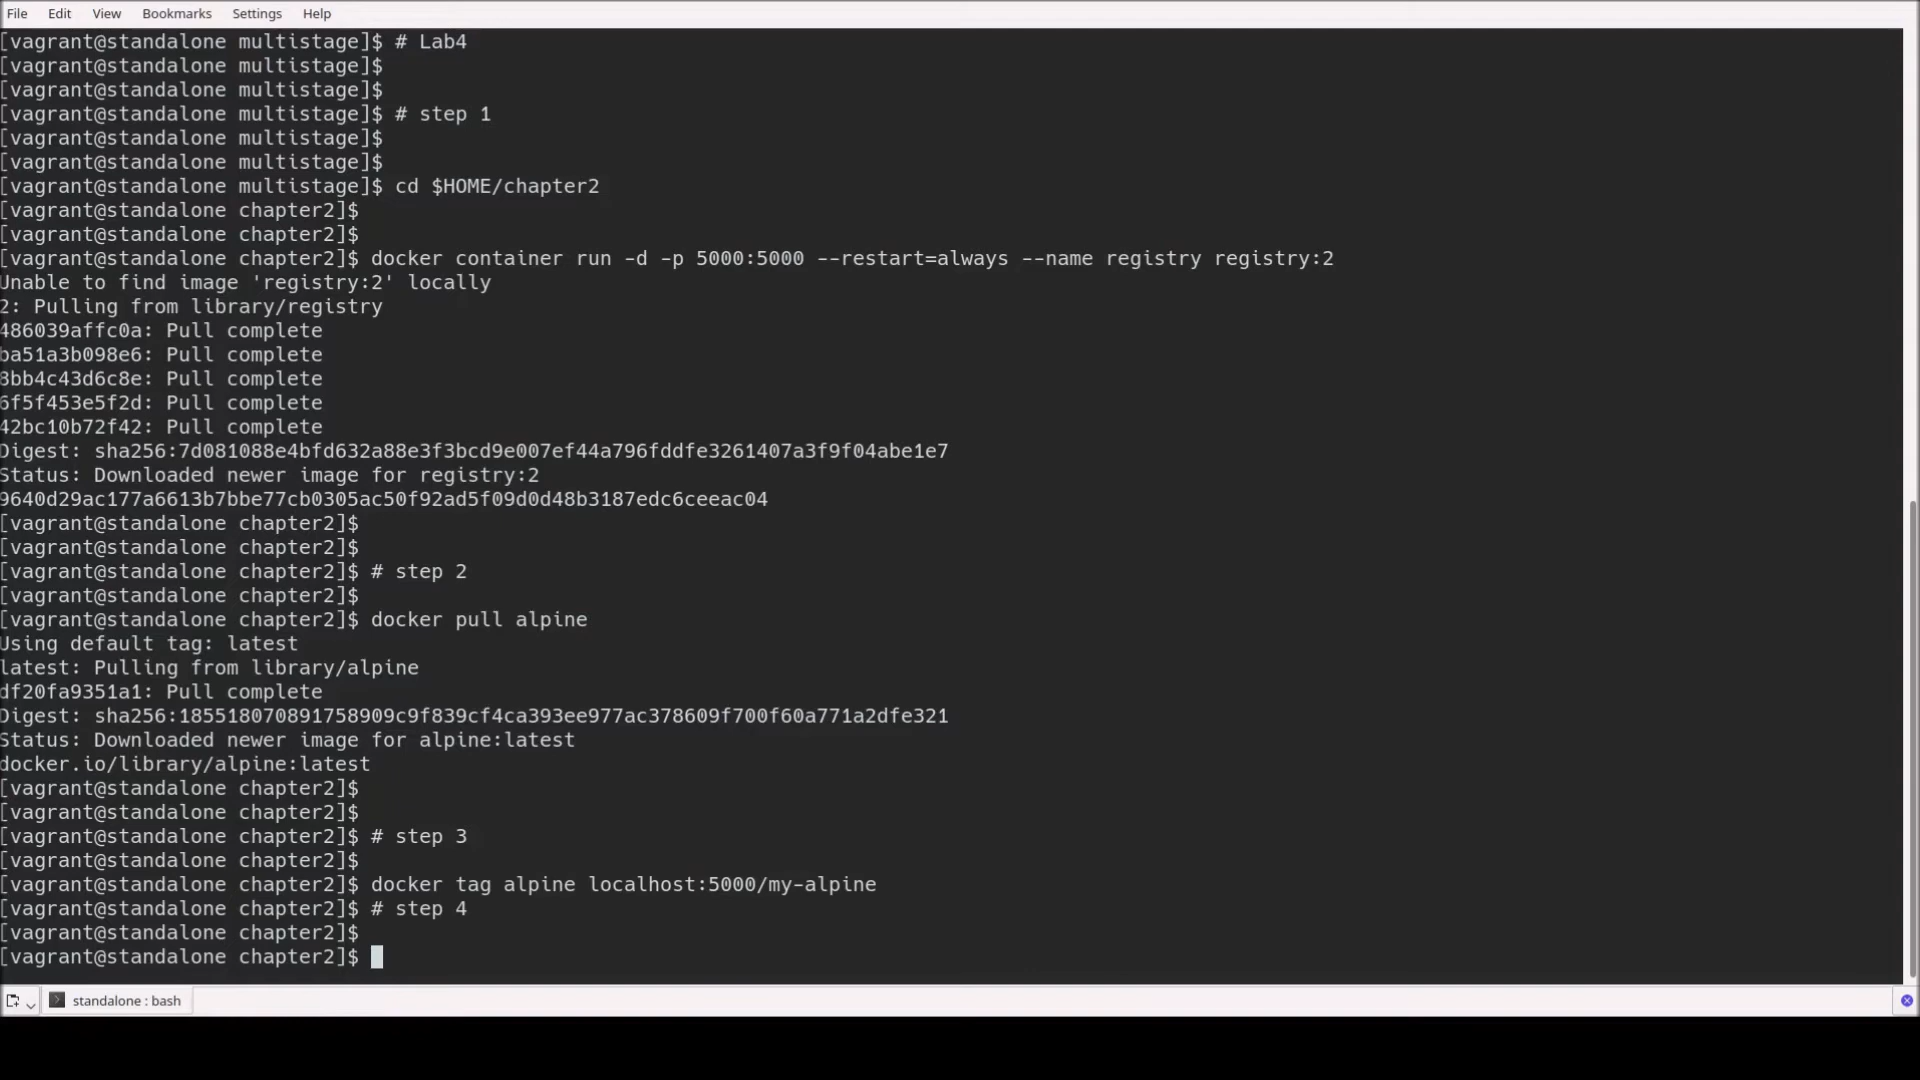 File Edit View Bookmarks Settings Help
[vagrant@standalone multistage]$ # Lab4
[vagrant@standalone multistage]$
[vagrant@standalone multistage]$
[vagrant@standalone multistage]$ # step 1
[vagrant@standalone multistage]$
[vagrant@standalone multistage]$
[vagrant@standalone multistage]$ cd $HOME/chapter2
[vagrant@standalone chapter2]$
[vagrant@standalone chapter2]$
[vagrant@standalone chapter2]$ docker container run -d -p 5000:5000 --restart=always --name registry registry:2
Unable to find image 'registry:2' locally
2: Pulling from library/registry
486039affc0a: Pull complete
ba51a3b098e6: Pull complete
8bb4c43d6c8e: Pull complete
6f5f453e5f2d: Pull complete
42bc10b72f42: Pull complete
Digest: sha256:7d081088e4bfd632a88e3f3bcd9e007ef44a796fddfe3261407a3f9f04abe1e7
Status: Downloaded newer image for registry:2
9640d29ac177a6613b7bbe77cb0305ac50f92ad5f09d0d48b3187edc6ceeac04
[vagrant@standalone chapter2]$
[vagrant@standalone chapter2]$
[vagrant@standalone chapter2]$ # step 2
[vagrant@standalone chapter2]$
[vagrant@standalone chapter2]$ docker pull alpine
Using default tag: latest
latest: Pulling from library/alpine
df20fa9351a1: Pull complete
Digest: sha256:185518070891758909c9f839cf4ca393ee977ac378609f700f60a771a2dfe321
Status: Downloaded newer image for alpine:latest
docker.io/library/alpine:latest
[vagrant@standalone chapter2]$
[vagrant@standalone chapter2]$
[vagrant@standalone chapter2]$ # step 3
[vagrant@standalone chapter2]$
[vagrant@standalone chapter2]$ docker tag alpine localhost:5000/my-alpine
[vagrant@standalone chapter2]$ # step 4
[vagrant@standalone chapter2]$
[vagrant@standalone chapter2]$
standalone : bash